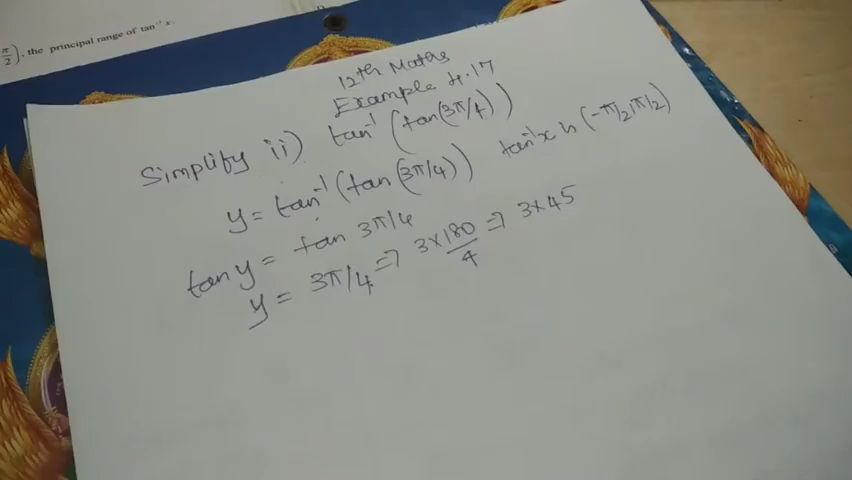 π/2), the principal range of tan⁻¹ x.
12th Maths
Example 4.17
Simplify ii) tan⁻¹ (tan(3π/4))
y = tan⁻¹(tan(3π/4)) tan⁻¹x is (-π/2, π/2)
tan y = tan 3π/4
y = 3π/4 => 3×180/4 => 3×45